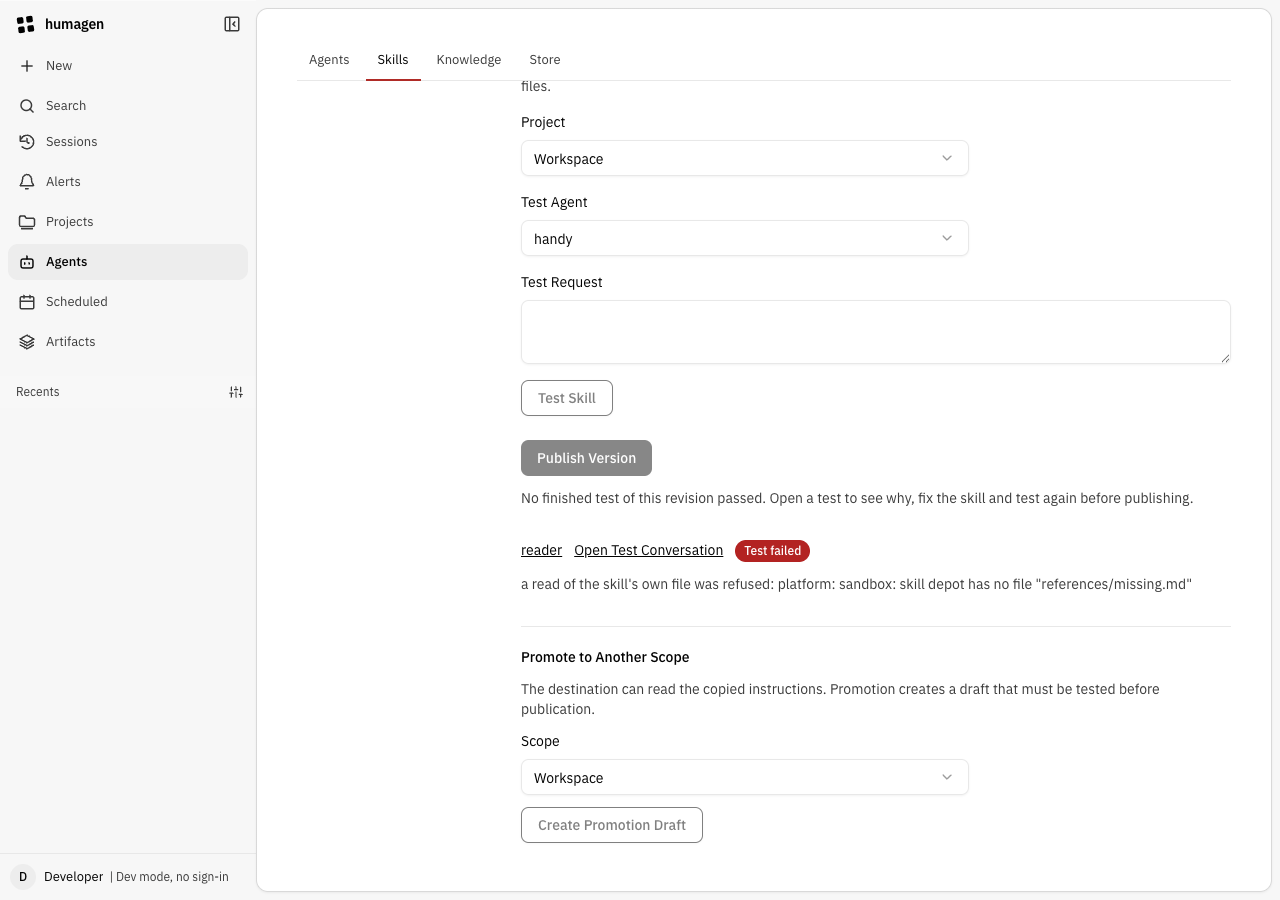 humagen
New
Search
Sessions
Alerts
Projects
Agents
Scheduled
Artifacts
Recents
D
Developer | Dev mode, no sign-in
Agents Skills Knowledge Store
files.
Project
Workspace
Test Agent
handy
Test Request
Test Skill
Publish Version
No finished test of this revision passed. Open a test to see why, fix the skill and test again before publishing.
reader Open Test Conversation Test failed
a read of the skill's own file was refused: platform: sandbox: skill depot has no file "references/missing.md"
Promote to Another Scope
The destination can read the copied instructions. Promotion creates a draft that must be tested before
publication.
Scope
Workspace
Create Promotion Draft